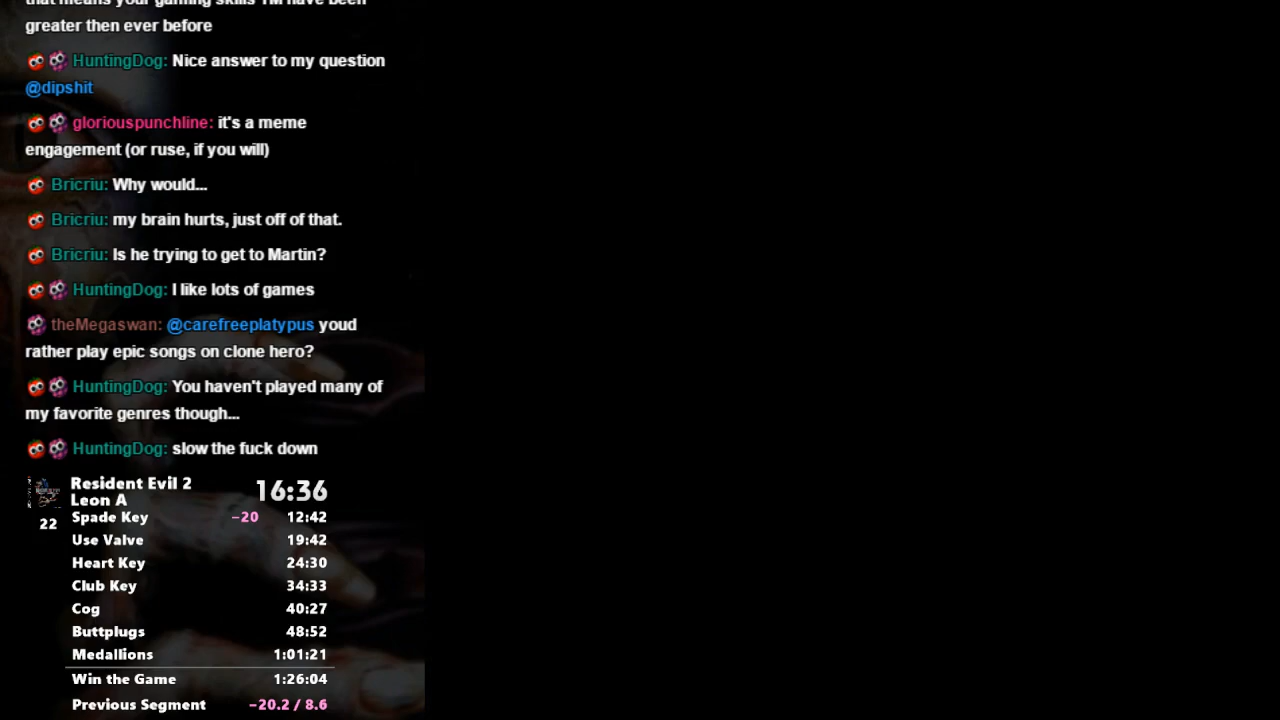 that means your gaming skills
have been
greater then ever before
HuntingDog: Nice answer to my question
@dipshit
gloriouspunchline: it's a meme
engagement (or ruse, if you will)
Bricriu: Why would...
Bricriu: my brain hurts, just off of that.
Bricriu: Is he trying to get to Martin?
HuntingDog: I like lots of games
theMegaswan: @carefreeplatypus youd
rather play epic songs on clone hero?
HuntingDog: You haven't played many of
my favorite genres though...
HuntingDog: slow the fuck down
Resident Evil 2
Leon A
16:36
22
Spade Key -20 12:42
Use Valve 19:42
Heart Key 24:30
Club Key 34:33
Cog 40:27
Buttplugs 48:52
Medallions 1:01:21
Win the Game 1:26:04
Previous Segment -20.2 / 8.6